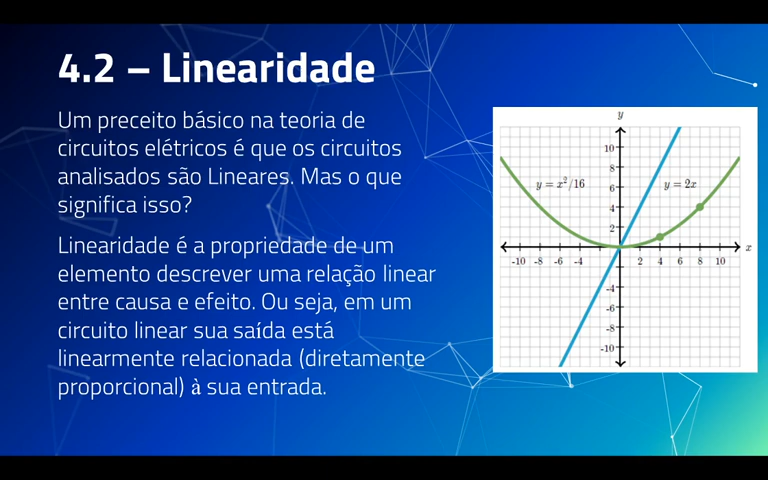 4.2 – Linearidade
Um preceito básico na teoria de
circuitos elétricos é que os circuitos
analisados são Lineares. Mas o que
significa isso?
Linearidade é a propriedade de um
elemento descrever uma relação linear
entre causa e efeito. Ou seja, em um
circuito linear sua saída está
linearmente relacionada (diretamente
proporcional) à sua entrada.
y
10
8
y = x²/16
y = 2x
6
4
2
x
-10 -8 -6 -4 2 4 6 8 10
-4
-6
-8
-10